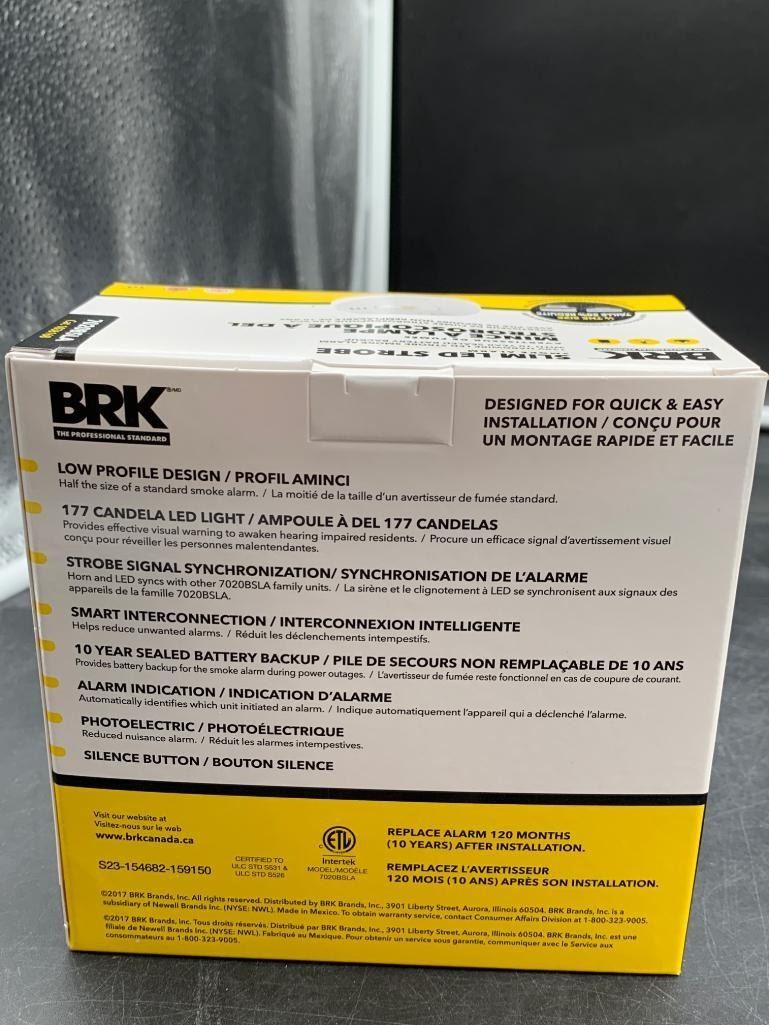 SLIM LED STROBE
MINCE À LAMPE
STROBOSCOPIQUE À DEL
BRK
7020BSLA
BRK
THE PROFESSIONAL STANDARD
DESIGNED FOR QUICK & EASY
INSTALLATION / CONÇU POUR
UN MONTAGE RAPIDE ET FACILE
LOW PROFILE DESIGN / PROFIL AMINCI
Half the size of a standard smoke alarm. / La moitié de la taille d'un avertisseur de fumée standard.
177 CANDELA LED LIGHT / AMPOULE À DEL 177 CANDELAS
Provides effective visual warning to awaken hearing impaired residents. / Procure un efficace signal d'avertissement visuel
conçu pour réveiller les personnes malentendantes.
STROBE SIGNAL SYNCHRONIZATION/ SYNCHRONISATION DE L'ALARME
Horn and LED syncs with other 7020BSLA family units. / La sirène et le clignotement à LED se synchronisent aux signaux des
appareils de la famille 7020BSLA.
SMART INTERCONNECTION / INTERCONNEXION INTELLIGENTE
Helps reduce unwanted alarms. / Réduit les déclenchements intempestifs.
10 YEAR SEALED BATTERY BACKUP / PILE DE SECOURS NON REMPLAÇABLE DE 10 ANS
Provides battery backup for the smoke alarm during power outages. / L'avertisseur de fumée reste fonctionnel en cas de coupure de courant.
ALARM INDICATION / INDICATION D'ALARME
Automatically identifies which unit initiated an alarm. / Indique automatiquement l'appareil qui a déclenché l'alarme.
PHOTOELECTRIC / PHOTOÉLECTRIQUE
Reduced nuisance alarm. / Réduit les alarmes intempestives.
SILENCE BUTTON / BOUTON SILENCE
Visit our website at
Visitez-nous sur le web
www.brkcanada.ca
S23-154682-159150
CERTIFIED TO
ULC STD S531 &
ULC STD S526
ETL
Intertek
MODEL/MODÈLE
7020BSLA
REPLACE ALARM 120 MONTHS
(10 YEARS) AFTER INSTALLATION.
REMPLACEZ L'AVERTISSEUR
120 MOIS (10 ANS) APRÈS SON INSTALLATION.
©2017 BRK Brands, Inc. All rights reserved. Distributed by BRK Brands, Inc., 3901 Liberty Street, Aurora, Illinois 60504. BRK Brands, Inc. is a
subsidiary of Newell Brands Inc. (NYSE: NWL). Made in Mexico. To obtain warranty service, contact Consumer Affairs Division at 1-800-323-9005.
©2017 BRK Brands, Inc. Tous droits réservés. Distribué par BRK Brands, Inc., 3901 Liberty Street, Aurora, Illinois 60504. BRK Brands, Inc. est une
filiale de Newell Brands Inc. (NYSE: NWL). Fabriqué au Mexique. Pour obtenir un service sous garantie, communiquer avec le Service aux
consommateurs au 1-800-323-9005.